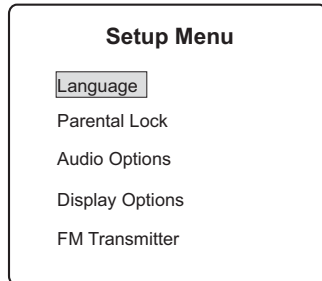 Setup Menu
Language
Parental Lock
Audio Options
Display Options
FM Transmitter